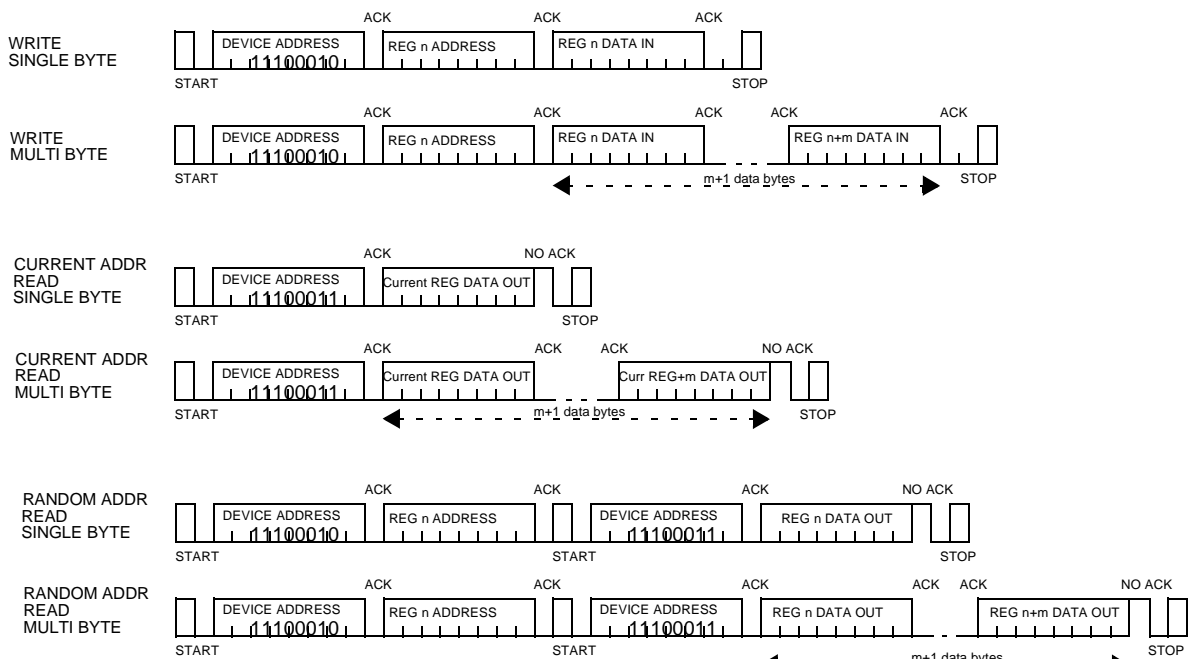 ACK ACK ACK
WRITE
SINGLE BYTE
DEVICE ADDRESS
11100010
REG n ADDRESS
REG n DATA IN
START STOP
ACK ACK ACK ACK ACK
WRITE
MULTI BYTE
DEVICE ADDRESS
11100010
REG n ADDRESS
REG n DATA IN
REG n+m DATA IN
START STOP
m+1 data bytes
ACK NO ACK
CURRENT ADDR
READ
SINGLE BYTE
DEVICE ADDRESS
11100011
Current REG DATA OUT
START STOP
ACK ACK ACK NO ACK
CURRENT ADDR
READ
MULTI BYTE
DEVICE ADDRESS
11100011
Current REG DATA OUT
Curr REG+m DATA OUT
START STOP
m+1 data bytes
ACK ACK ACK NO ACK
RANDOM ADDR
READ
SINGLE BYTE
DEVICE ADDRESS
11100010
REG n ADDRESS
DEVICE ADDRESS
11100011
REG n DATA OUT
START START STOP
ACK ACK ACK ACK ACK NO ACK
RANDOM ADDR
READ
MULTI BYTE
DEVICE ADDRESS
11100010
REG n ADDRESS
DEVICE ADDRESS
11100011
REG n DATA OUT
REG n+m DATA OUT
START START STOP
m+1 data bytes